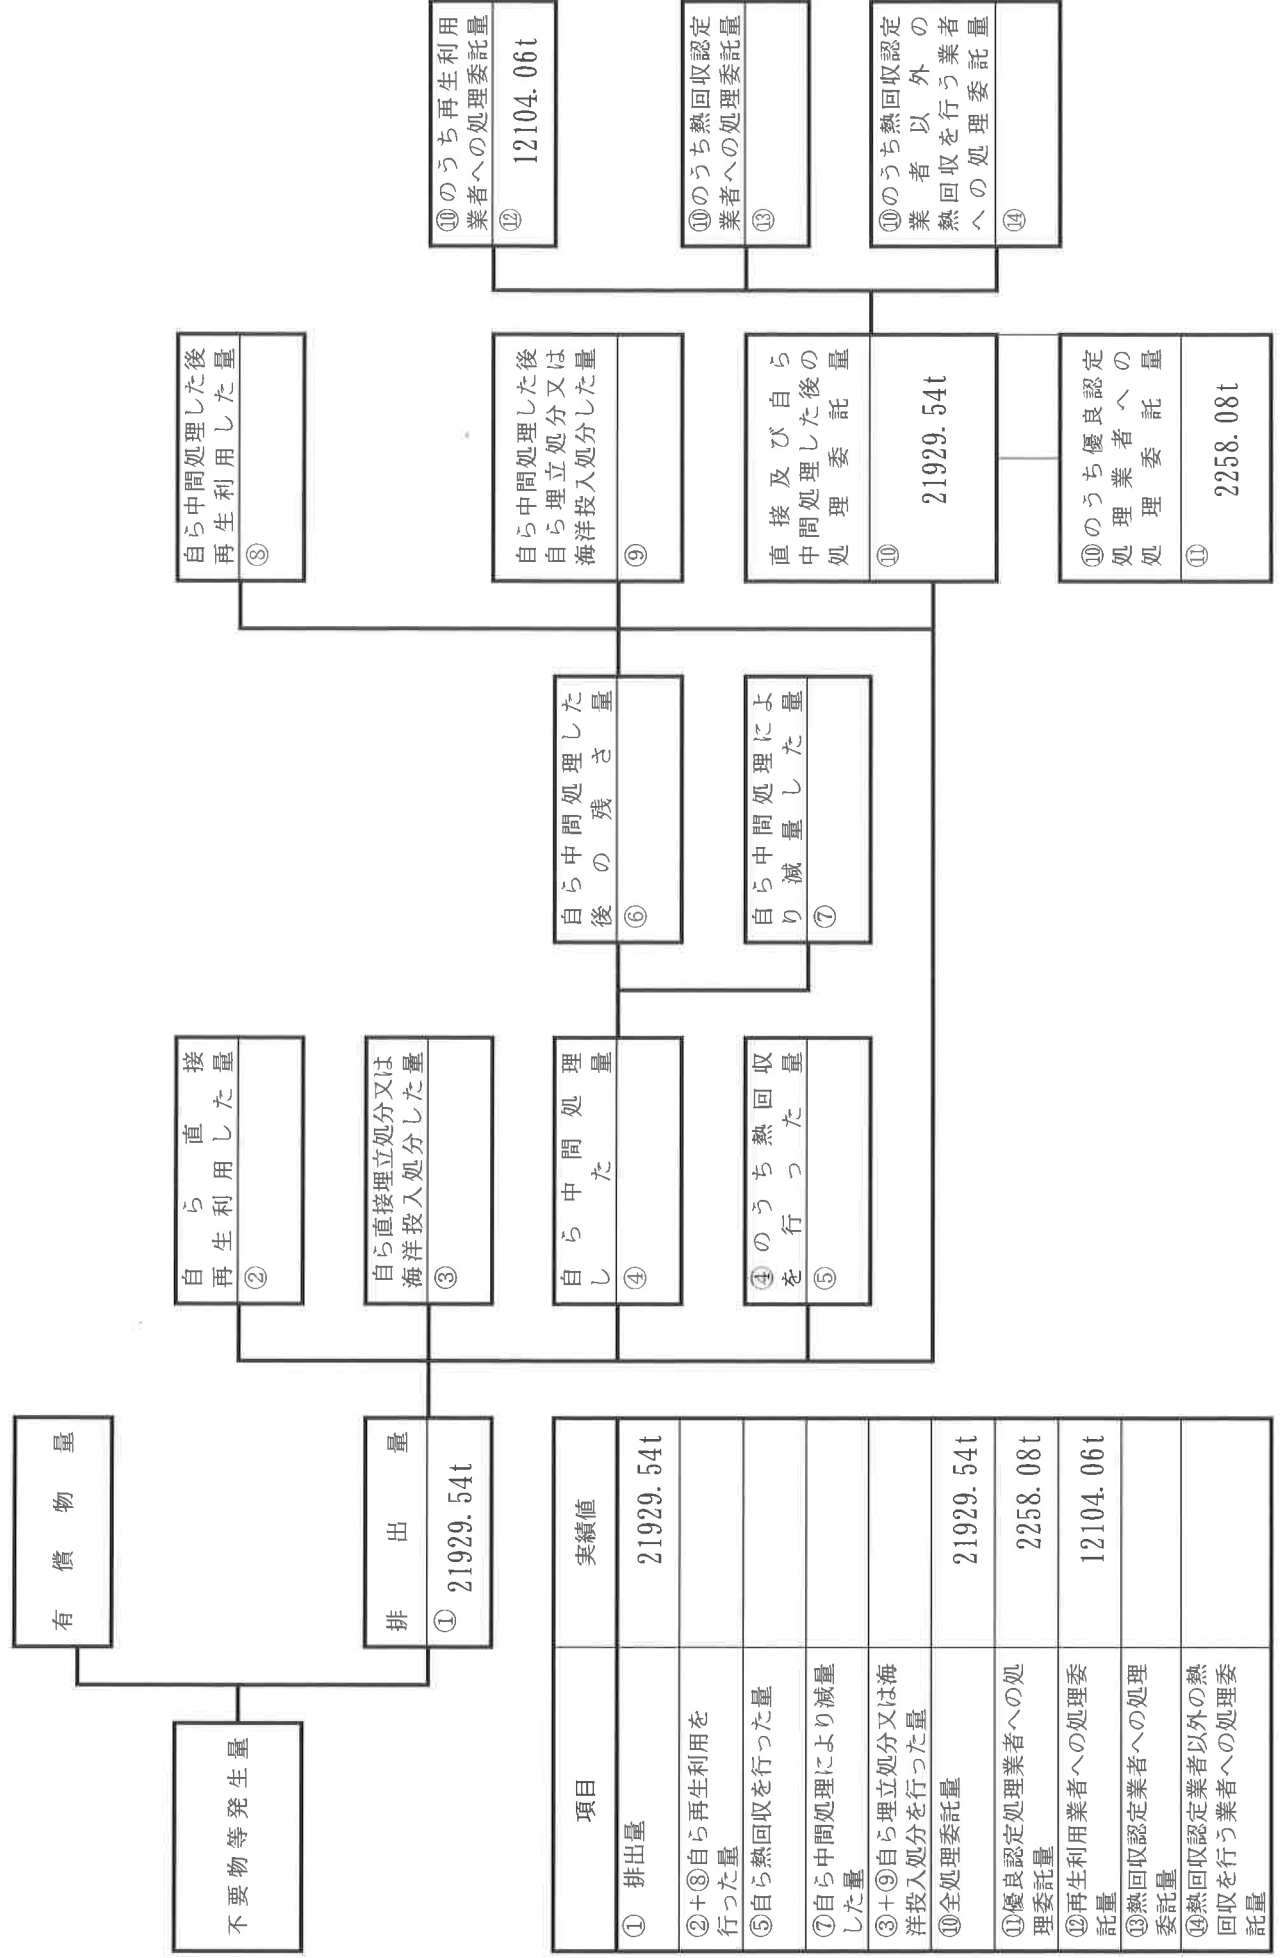 不要物等発生量
有償物量
排出量
① 21929.54t
自ら直接
再生利用した量
②
自ら直接埋立処分又は
海洋投入処分した量
③
自ら中間処理
した量
④
④のうち熱回収
を行った量
⑤
自ら中間処理した
後の残さ量
⑥
自ら中間処理によ
り減量した量
⑦
自ら中間処理した後
再生利用した量
⑧
自ら中間処理した後
自ら埋立処分又は
海洋投入処分した量
⑨
直接及び自ら
中間処理した後の
処理委託量
⑩
21929.54t
⑩のうち優良認定
処理業者への
処理委託量
⑪
2258.08t
⑩のうち再生利用
業者への処理委託量
⑫
12104.06t
⑩のうち熱回収認定
業者への処理委託量
⑬
⑩のうち熱回収認定
業者以外の
熱回収を行う業者
への処理委託量
⑭
項目 実績値
① 排出量 21929.54t
②+⑧自ら再生利用を
行った量
⑤自ら熱回収を行った量
⑦自ら中間処理により減量
した量
③+⑨自ら埋立処分又は海
洋投入処分を行った量
⑩全処理委託量 21929.54t
⑪優良認定処理業者への処
理委託量 2258.08t
⑫再生利用業者への処理委
託量 12104.06t
⑬熱回収認定業者への処理
委託量
⑭熱回収認定業者以外の熱
回収を行う業者への処理委
託量